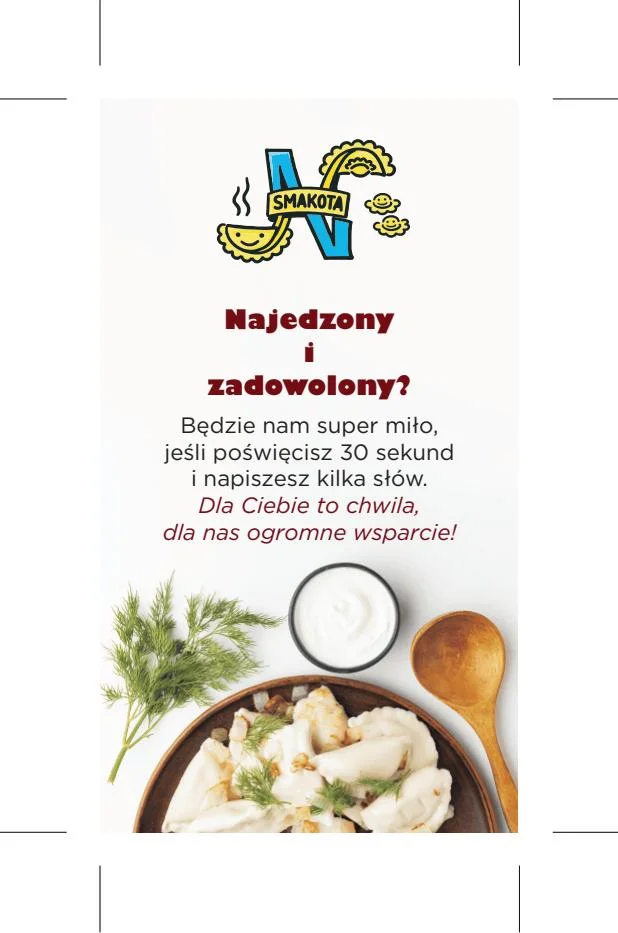 SMAKOTA
Najedzony
i
zadowolony?
Będzie nam super miło,
jeśli poświęcisz 30 sekund
i napiszesz kilka słów.
Dla Ciebie to chwila,
dla nas ogromne wsparcie!